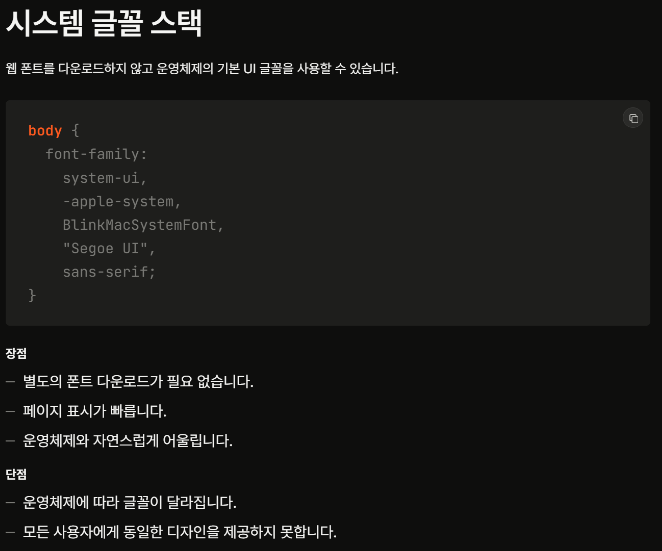 시스템 글꼴 스택
웹 폰트를 다운로드하지 않고 운영체제의 기본 UI 글꼴을 사용할 수 있습니다.
body {
  font-family:
    system-ui,
    -apple-system,
    BlinkMacSystemFont,
    "Segoe UI",
    sans-serif;
}
장점
— 별도의 폰트 다운로드가 필요 없습니다.
— 페이지 표시가 빠릅니다.
— 운영체제와 자연스럽게 어울립니다.
단점
— 운영체제에 따라 글꼴이 달라집니다.
— 모든 사용자에게 동일한 디자인을 제공하지 못합니다.